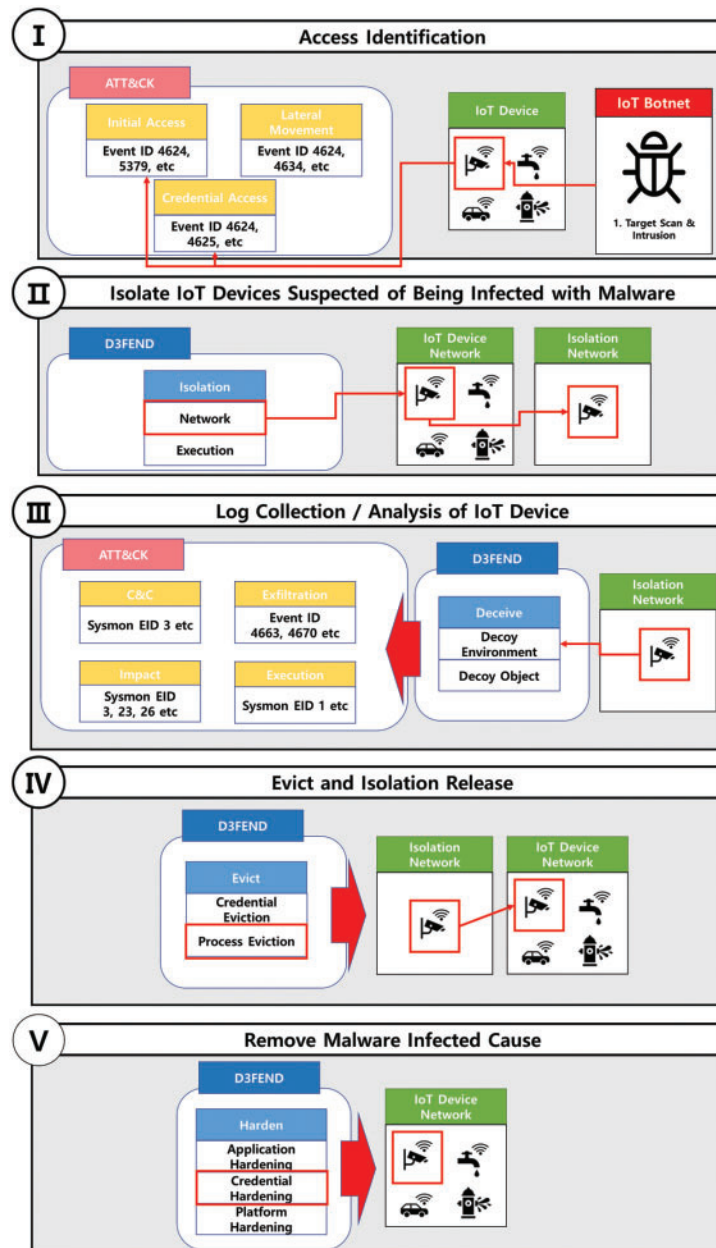 I
Access Identification
ATT&CK
Initial Access
Event ID 4624,
5379, etc
Lateral
Movement
Event ID 4624,
4634, etc
Credential Access
Event ID 4624,
4625, etc
IoT Device
IoT Botnet
1. Target Scan &
Intrusion
II
Isolate IoT Devices Suspected of Being Infected with Malware
D3FEND
Isolation
Network
Execution
IoT Device
Network
Isolation
Network
III
Log Collection / Analysis of IoT Device
ATT&CK
C&C
Sysmon EID 3 etc
Exfiltration
Event ID
4663, 4670 etc
Impact
Sysmon EID
3, 23, 26 etc
Execution
Sysmon EID 1 etc
D3FEND
Deceive
Decoy
Environment
Decoy Object
Isolation
Network
IV
Evict and Isolation Release
D3FEND
Evict
Credential
Eviction
Process Eviction
Isolation
Network
IoT Device
Network
V
Remove Malware Infected Cause
D3FEND
Harden
Application
Hardening
Credential
Hardening
Platform
Hardening
IoT Device
Network